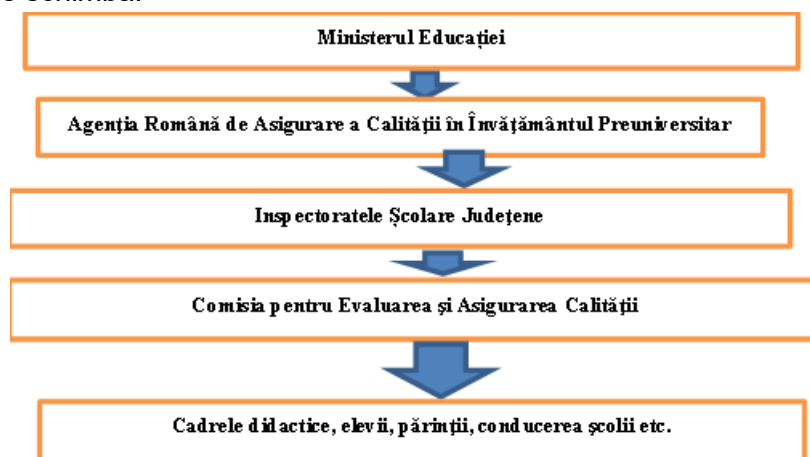 Ministerul Educației
Agenția Română de Asigurare a Calității în Învățământul Preuniversitar
Inspectoratele Școlare Județene
Comisia pentru Evaluarea și Asigurarea Calității
Cadrele didactice, elevii, părinții, conducerea școlii etc.